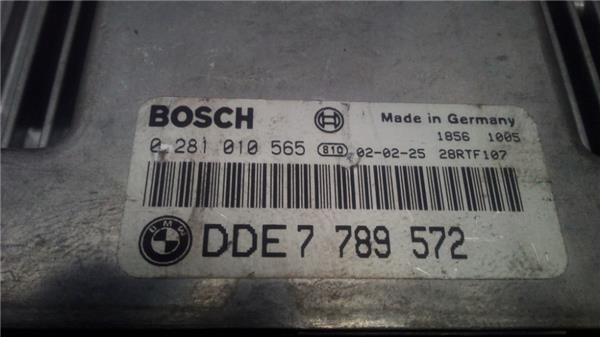 BOSCH Made in Germany
1856 1005
0 281 010 565 810 02-02-25 28RTF107
BMW DDE 7 789 572